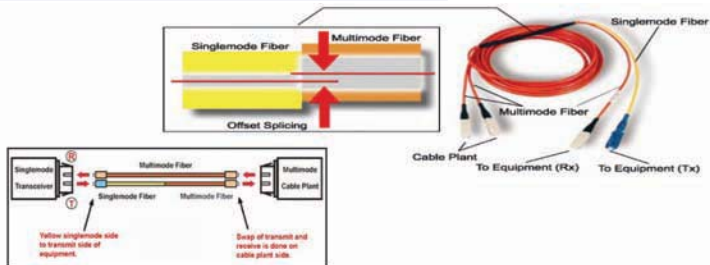 Singlemode Fiber
Multimode Fiber
Offset Splicing
Singlemode Fiber
Multimode Fiber
Cable Plant
To Equipment (Rx)
To Equipment (Tx)
Singlemode
Transceiver
R
T
Multimode Fiber
Singlemode Fiber
Multimode Fiber
Multimode
Cable Plant
Yellow singlemode side
to transmit side of
equipment.
Swap of transmit and
receive is done on
cable plant side.